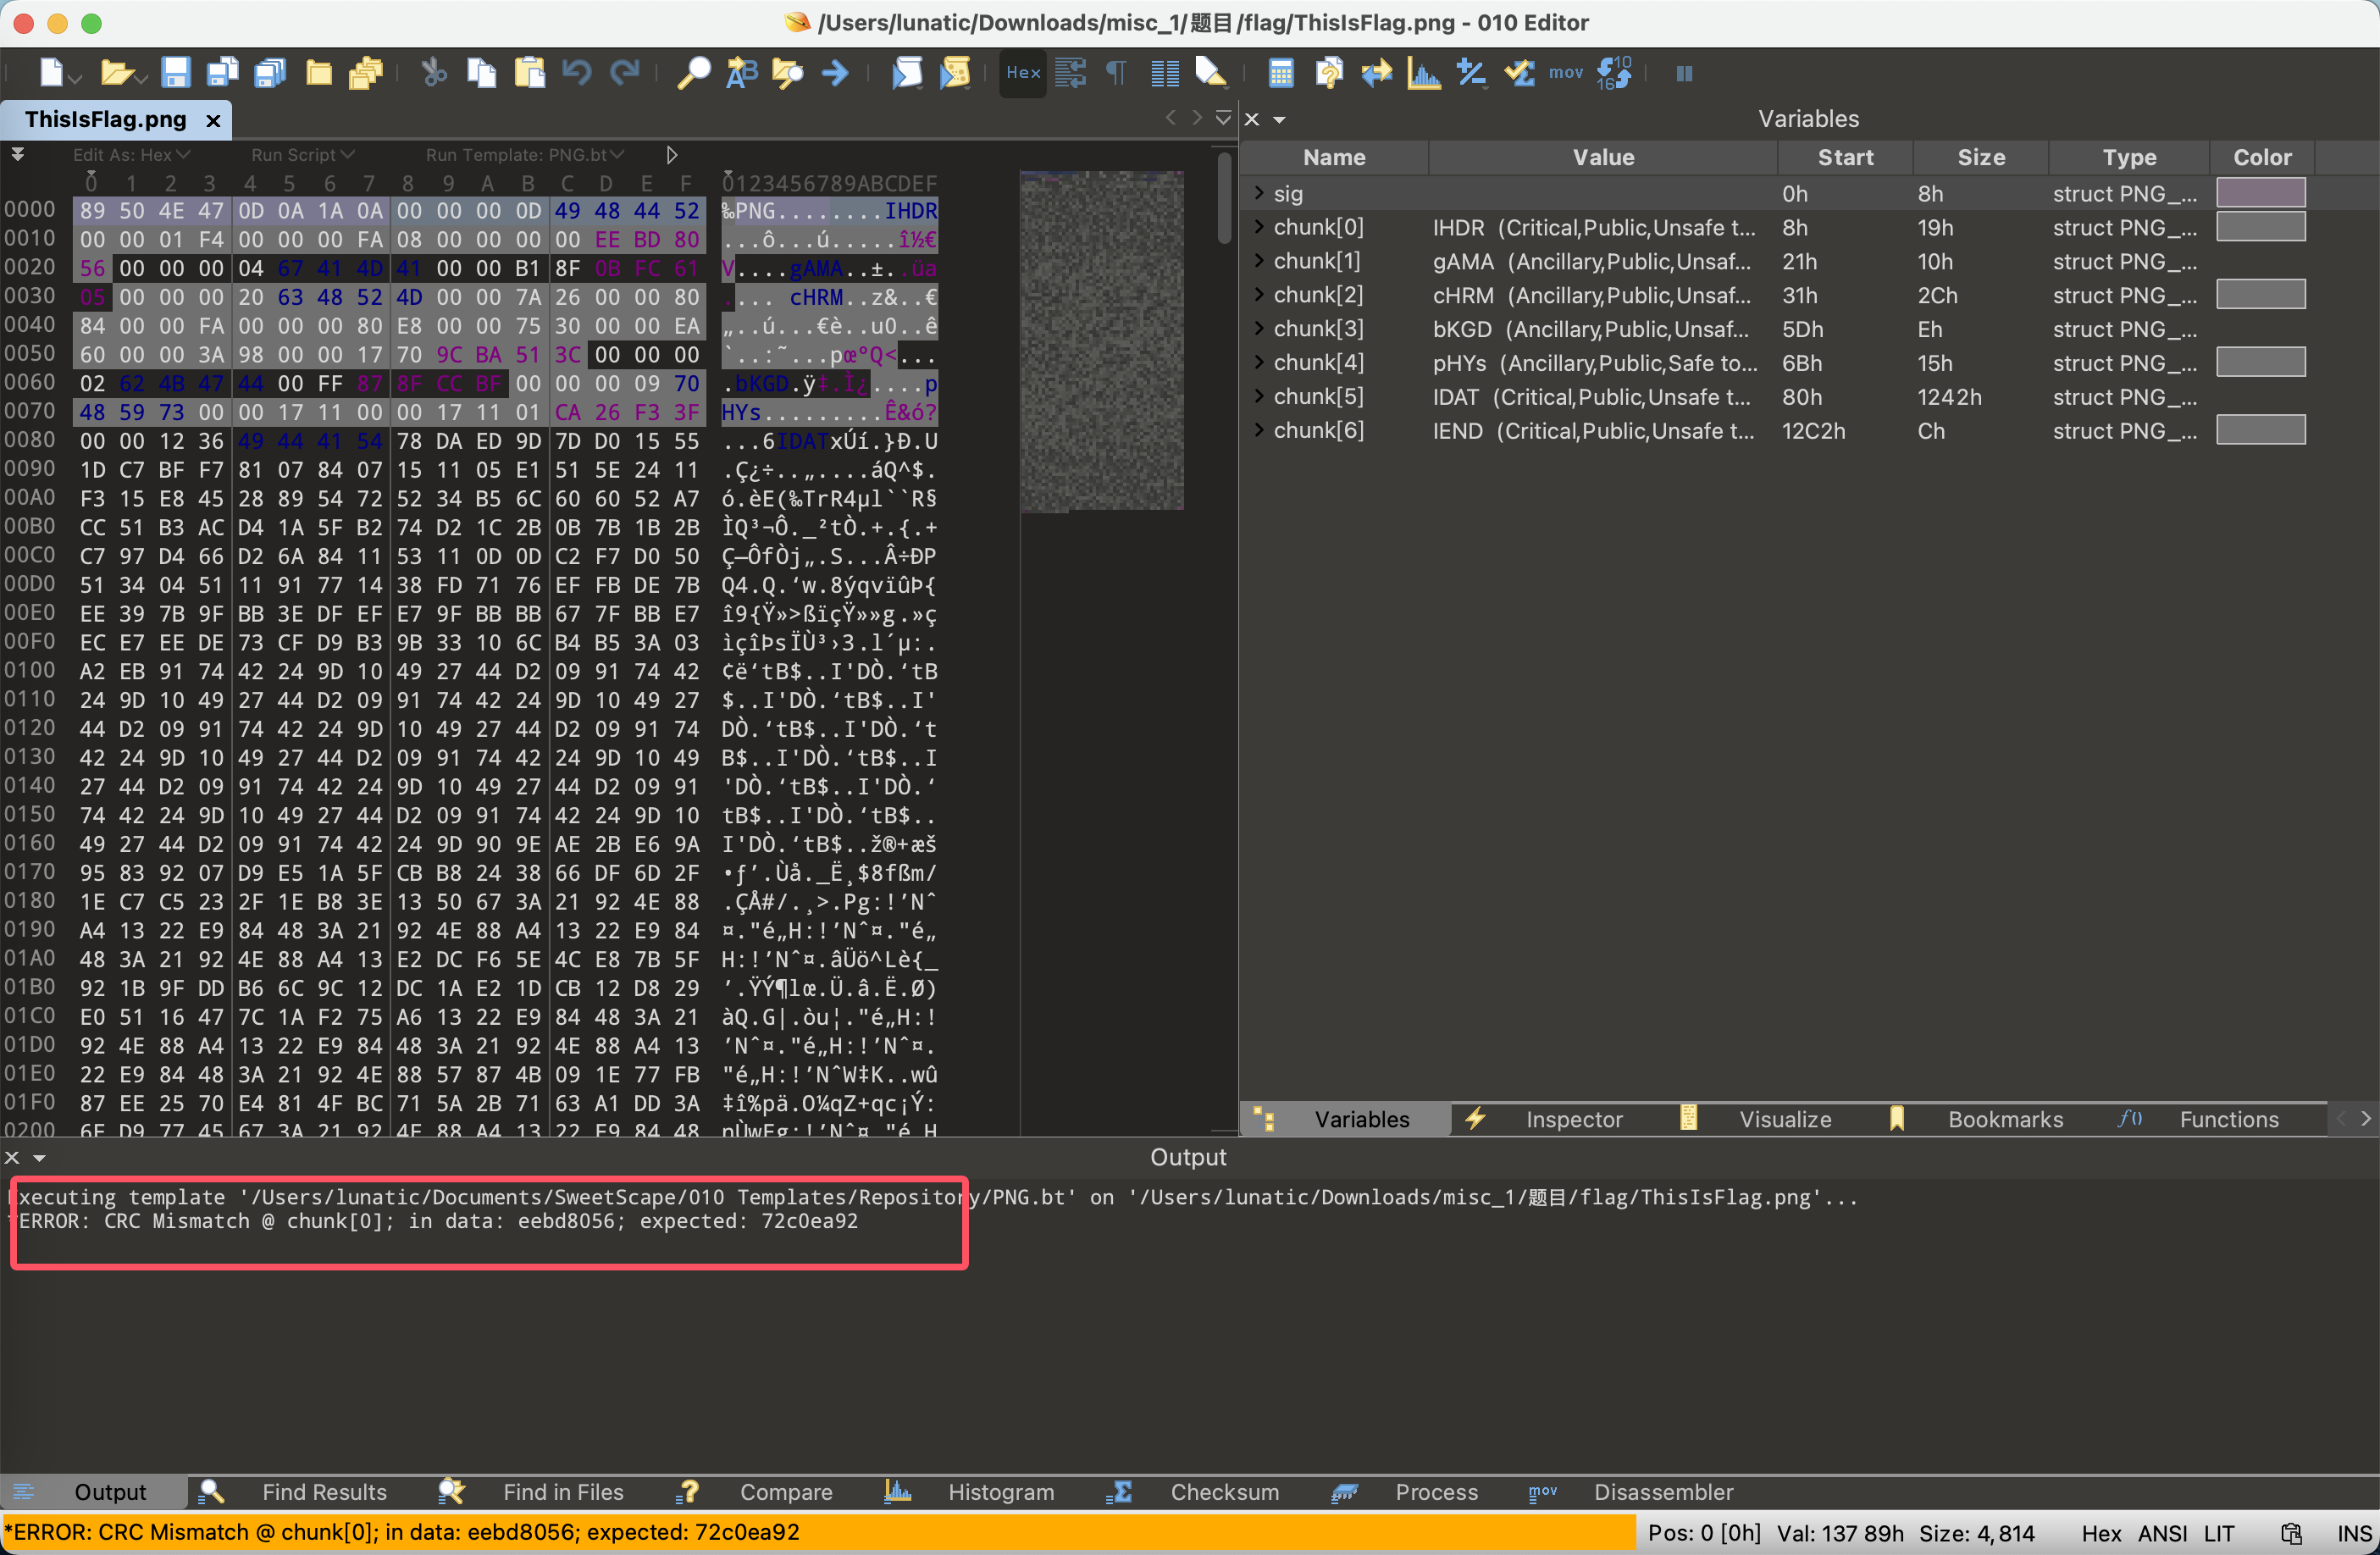 /Users/lunatic/Downloads/misc_1/题目/flag/ThisIsFlag.png - 010 Editor
Hex
mov
ThisIsFlag.png
Variables
Edit As: Hex Run Script Run Template: PNG.bt
0 1 2 3 4 5 6 7 8 9 A B C D E F 0123456789ABCDEF
0000 89 50 4E 47 0D 0A 1A 0A 00 00 00 0D 49 48 44 52 ‰PNG........IHDR
0010 00 00 01 F4 00 00 00 FA 08 00 00 00 00 EE BD 80 ...ô...ú.....î½€
0020 56 00 00 00 04 67 41 4D 41 00 00 B1 8F 0B FC 61 V....gAMA..±..üa
0030 05 00 00 00 20 63 48 52 4D 00 00 7A 26 00 00 80 .... cHRM..z&..€
0040 84 00 00 FA 00 00 00 80 E8 00 00 75 30 00 00 EA „..ú...€è..u0..ê
0050 60 00 00 3A 98 00 00 17 70 9C BA 51 3C 00 00 00 `..:˜...pœºQ<...
0060 02 62 4B 47 44 00 FF 87 8F CC BF 00 00 00 09 70 .bKGD.ÿ‡.Ì¿....p
0070 48 59 73 00 00 17 11 00 00 17 11 01 CA 26 F3 3F HYs.........Ê&ó?
0080 00 00 12 36 49 44 41 54 78 DA ED 9D 7D D0 15 55 ...6IDATxÚí.}Ð.U
0090 1D C7 BF F7 81 07 84 07 15 11 05 E1 51 5E 24 11 .Ç¿÷..„....áQ^$.
00A0 F3 15 E8 45 28 89 54 72 52 34 B5 6C 60 60 52 A7 ó.èE(‰TrR4µl``R§
00B0 CC 51 B3 AC D4 1A 5F B2 74 D2 1C 2B 0B 7B 1B 2B ÌQ³¬Ô._²tÒ.+.{.+
00C0 C7 97 D4 66 D2 6A 84 11 53 11 0D 0D C2 F7 D0 50 Ç—ÔfÒj„.S...Â÷ÐP
00D0 51 34 04 51 11 91 77 14 38 FD 71 76 EF FB DE 7B Q4.Q.‘w.8ýqvïûÞ{
00E0 EE 39 7B 9F BB 3E DF EF E7 9F BB BB 67 7F BB E7 î9{Ÿ»>ßïçŸ»»g.»ç
00F0 EC E7 EE DE 73 CF D9 B3 9B 33 10 6C B4 B5 3A 03 ìçîÞsÏÙ³›3.l´µ:.
0100 A2 EB 91 74 42 24 9D 10 49 27 44 D2 09 91 74 42 ¢ë‘tB$..I'DÒ.‘tB
0110 24 9D 10 49 27 44 D2 09 91 74 42 24 9D 10 49 27 $..I'DÒ.‘tB$..I'
0120 44 D2 09 91 74 42 24 9D 10 49 27 44 D2 09 91 74 DÒ.‘tB$..I'DÒ.‘t
0130 42 24 9D 10 49 27 44 D2 09 91 74 42 24 9D 10 49 B$..I'DÒ.‘tB$..I
0140 27 44 D2 09 91 74 42 24 9D 10 49 27 44 D2 09 91 'DÒ.‘tB$..I'DÒ.‘
0150 74 42 24 9D 10 49 27 44 D2 09 91 74 42 24 9D 10 tB$..I'DÒ.‘tB$..
0160 49 27 44 D2 09 91 74 42 24 9D 90 9E AE 2B E6 9A I'DÒ.‘tB$..ž®+æš
0170 95 83 92 07 D9 E5 1A 5F CB B8 24 38 66 DF 6D 2F •ƒ’.Ùå._Ë¸$8fßm/
0180 1E C7 C5 23 2F 1E B8 3E 13 50 67 3A 21 92 4E 88 .ÇÅ#/.¸>.Pg:!’Nˆ
0190 A4 13 22 E9 84 48 3A 21 92 4E 88 A4 13 22 E9 84 ¤."é„H:!’Nˆ¤."é„
01A0 48 3A 21 92 4E 88 A4 13 E2 DC F6 5E 4C E8 7B 5F H:!’Nˆ¤.âÜö^Lè{_
01B0 92 1B 9F DD B6 6C 9C 12 DC 1A E2 1D CB 12 D8 29 ’.ŸÝ¶lœ.Ü.â.Ë.Ø)
01C0 E0 51 16 47 7C 1A F2 75 A6 13 22 E9 84 48 3A 21 àQ.G|.òu¦."é„H:!
01D0 92 4E 88 A4 13 22 E9 84 48 3A 21 92 4E 88 A4 13 ’Nˆ¤."é„H:!’Nˆ¤.
01E0 22 E9 84 48 3A 21 92 4E 88 57 87 4B 09 1E 77 FB "é„H:!’NˆW‡K..wû
01F0 87 EE 25 70 E4 81 4F BC 71 5A 2B 71 63 A1 DD 3A ‡î%pä.O¼qZ+qc¡Ý:
0200 6E D9 77 45 67 3A 21 92 4E 88 A4 13 22 E9 84 48 nÙwEg:!’Nˆ¤."é„H
Name Value Start Size Type Color
sig 0h 8h struct PNG_...
chunk[0] IHDR (Critical,Public,Unsafe t... 8h 19h struct PNG_...
chunk[1] gAMA (Ancillary,Public,Unsaf... 21h 10h struct PNG_...
chunk[2] cHRM (Ancillary,Public,Unsaf... 31h 2Ch struct PNG_...
chunk[3] bKGD (Ancillary,Public,Unsaf... 5Dh Eh struct PNG_...
chunk[4] pHYs (Ancillary,Public,Safe to... 6Bh 15h struct PNG_...
chunk[5] IDAT (Critical,Public,Unsafe t... 80h 1242h struct PNG_...
chunk[6] IEND (Critical,Public,Unsafe t... 12C2h Ch struct PNG_...
Variables Inspector Visualize Bookmarks f() Functions
Output
Executing template '/Users/lunatic/Documents/SweetScape/010 Templates/Repository/PNG.bt' on '/Users/lunatic/Downloads/misc_1/题目/flag/ThisIsFlag.png'...
*ERROR: CRC Mismatch @ chunk[0]; in data: eebd8056; expected: 72c0ea92
Output Find Results Find in Files Compare Histogram Checksum Process mov Disassembler
*ERROR: CRC Mismatch @ chunk[0]; in data: eebd8056; expected: 72c0ea92 Pos: 0 [0h] Val: 137 89h Size: 4,814 Hex ANSI LIT INS